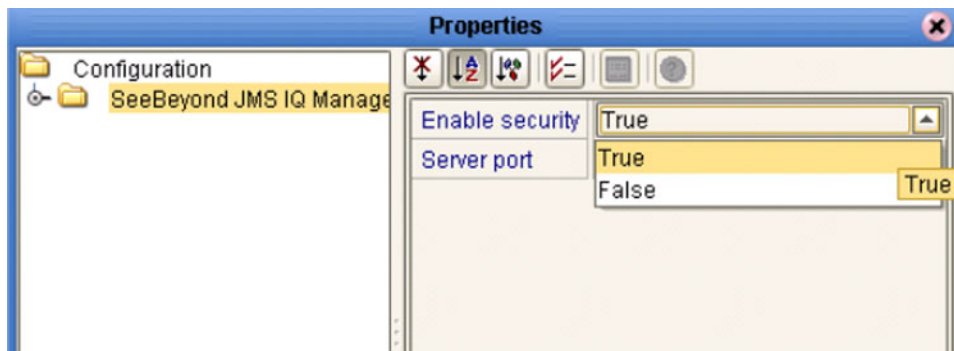 Properties
Configuration
SeeBeyond JMS IQ Manage
Enable security True
Server port
True
False
True